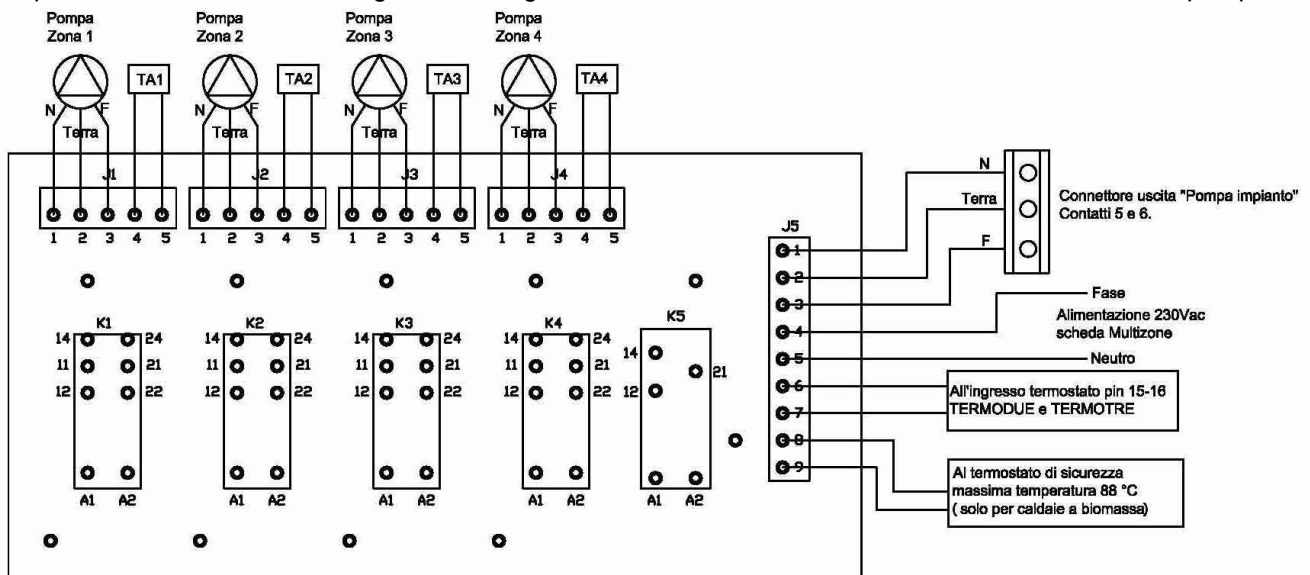 Pompa Zona 1
Pompa Zona 2
Pompa Zona 3
Pompa Zona 4
TA1
TA2
TA3
TA4
N F
N F
N F
N F
Terra
Terra
Terra
Terra
J1
J2
J3
J4
1 2 3 4 5
1 2 3 4 5
1 2 3 4 5
1 2 3 4 5
K1
14 24
11 21
12 22
A1 A2
K2
14 24
11 21
12 22
A1 A2
K3
14 24
11 21
12 22
A1 A2
K4
14 24
11 21
12 22
A1 A2
K5
14
21
12
A1 A2
J5
1
2
3
4
5
6
7
8
9
N
Terra
F
Connettore uscita "Pompa impianto"
Contatti 5 e 6.
Fase
Alimentazione 230Vac
scheda Multizone
Neutro
All'ingresso termostato pin 15-16
TERMODUE e TERMOTRE
Al termostato di sicurezza
massima temperatura 88 °C
( solo per caldaie a biomassa)